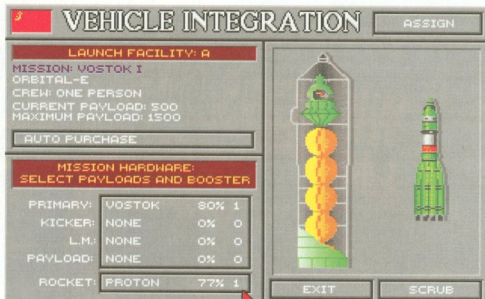 VEHICLE INTEGRATION
ASSIGN
LAUNCH FACILITY: A
MISSION: VOSTOK I
ORBITAL-E
CREW: ONE PERSON
CURRENT PAYLOAD: 500
MAXIMUM PAYLOAD: 1500
AUTO PURCHASE
MISSION HARDWARE:
SELECT PAYLOADS AND BOOSTER
PRIMARY: VOSTOK 80% 1
KICKER: NONE 0% 0
L.M.: NONE 0% 0
PAYLOAD: NONE 0% 0
ROCKET: PROTON 77% 1
EXIT
SCRUB